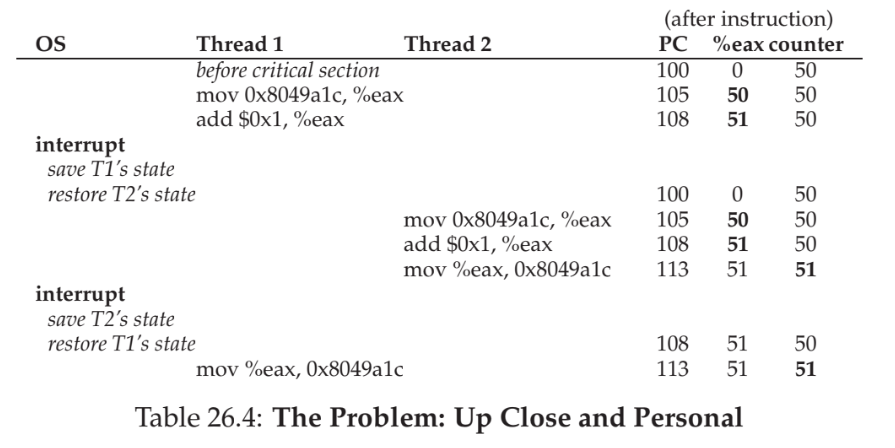 (after instruction)
OS Thread 1 Thread 2 PC %eax counter
before critical section 100 0 50
mov 0x8049a1c, %eax 105 50 50
add $0x1, %eax 108 51 50
interrupt
save T1's state
restore T2's state 100 0 50
mov 0x8049a1c, %eax 105 50 50
add $0x1, %eax 108 51 50
mov %eax, 0x8049a1c 113 51 51
interrupt
save T2's state
restore T1's state 108 51 50
mov %eax, 0x8049a1c 113 51 51
Table 26.4: The Problem: Up Close and Personal